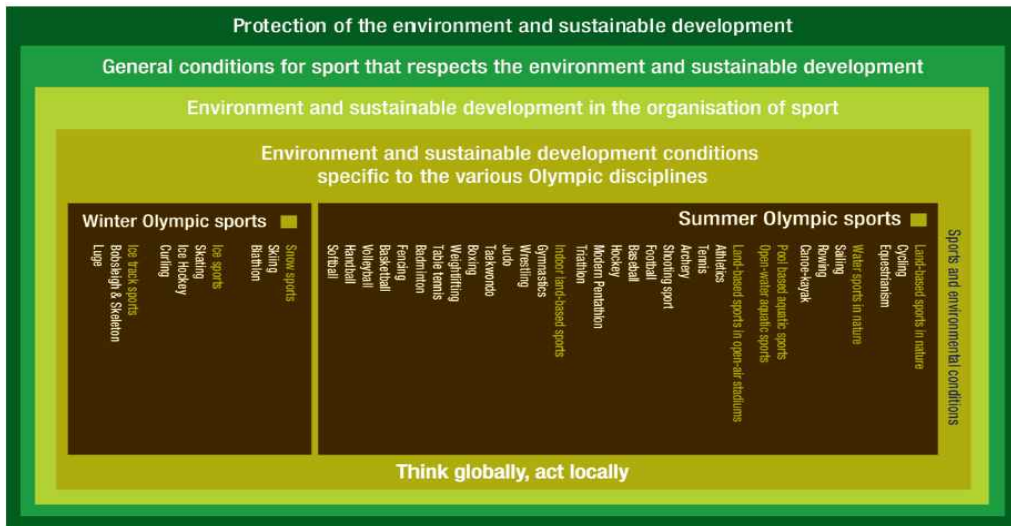 Protection of the environment and sustainable development
General conditions for sport that respects the environment and sustainable development
Environment and sustainable development in the organisation of sport
Environment and sustainable development conditions
specific to the various Olympic disciplines
Winter Olympic sports
Snow sports
Skiing
Biathlon
Ice sports
Skating
Ice Hockey
Curling
Ice track sports
Bobsleigh & Skeleton
Luge
Summer Olympic sports
Land-based sports in nature
Cycling
Equestrianism
Water sports in nature
Sailing
Rowing
Canoe-kayak
Pool based aquatic sports
Open-water aquatic sports
Land-based sports in open-air stadiums
Athletics
Tennis
Archery
Shooting sport
Football
Baseball
Hockey
Modern Pentathlon
Triathlon
Indoor land-based sports
Gymnastics
Wrestling
Judo
Taekwondo
Boxing
Weightlifting
Table tennis
Badminton
Fencing
Basketball
Volleyball
Handball
Softball
Sports and environmental conditions
Think globally, act locally